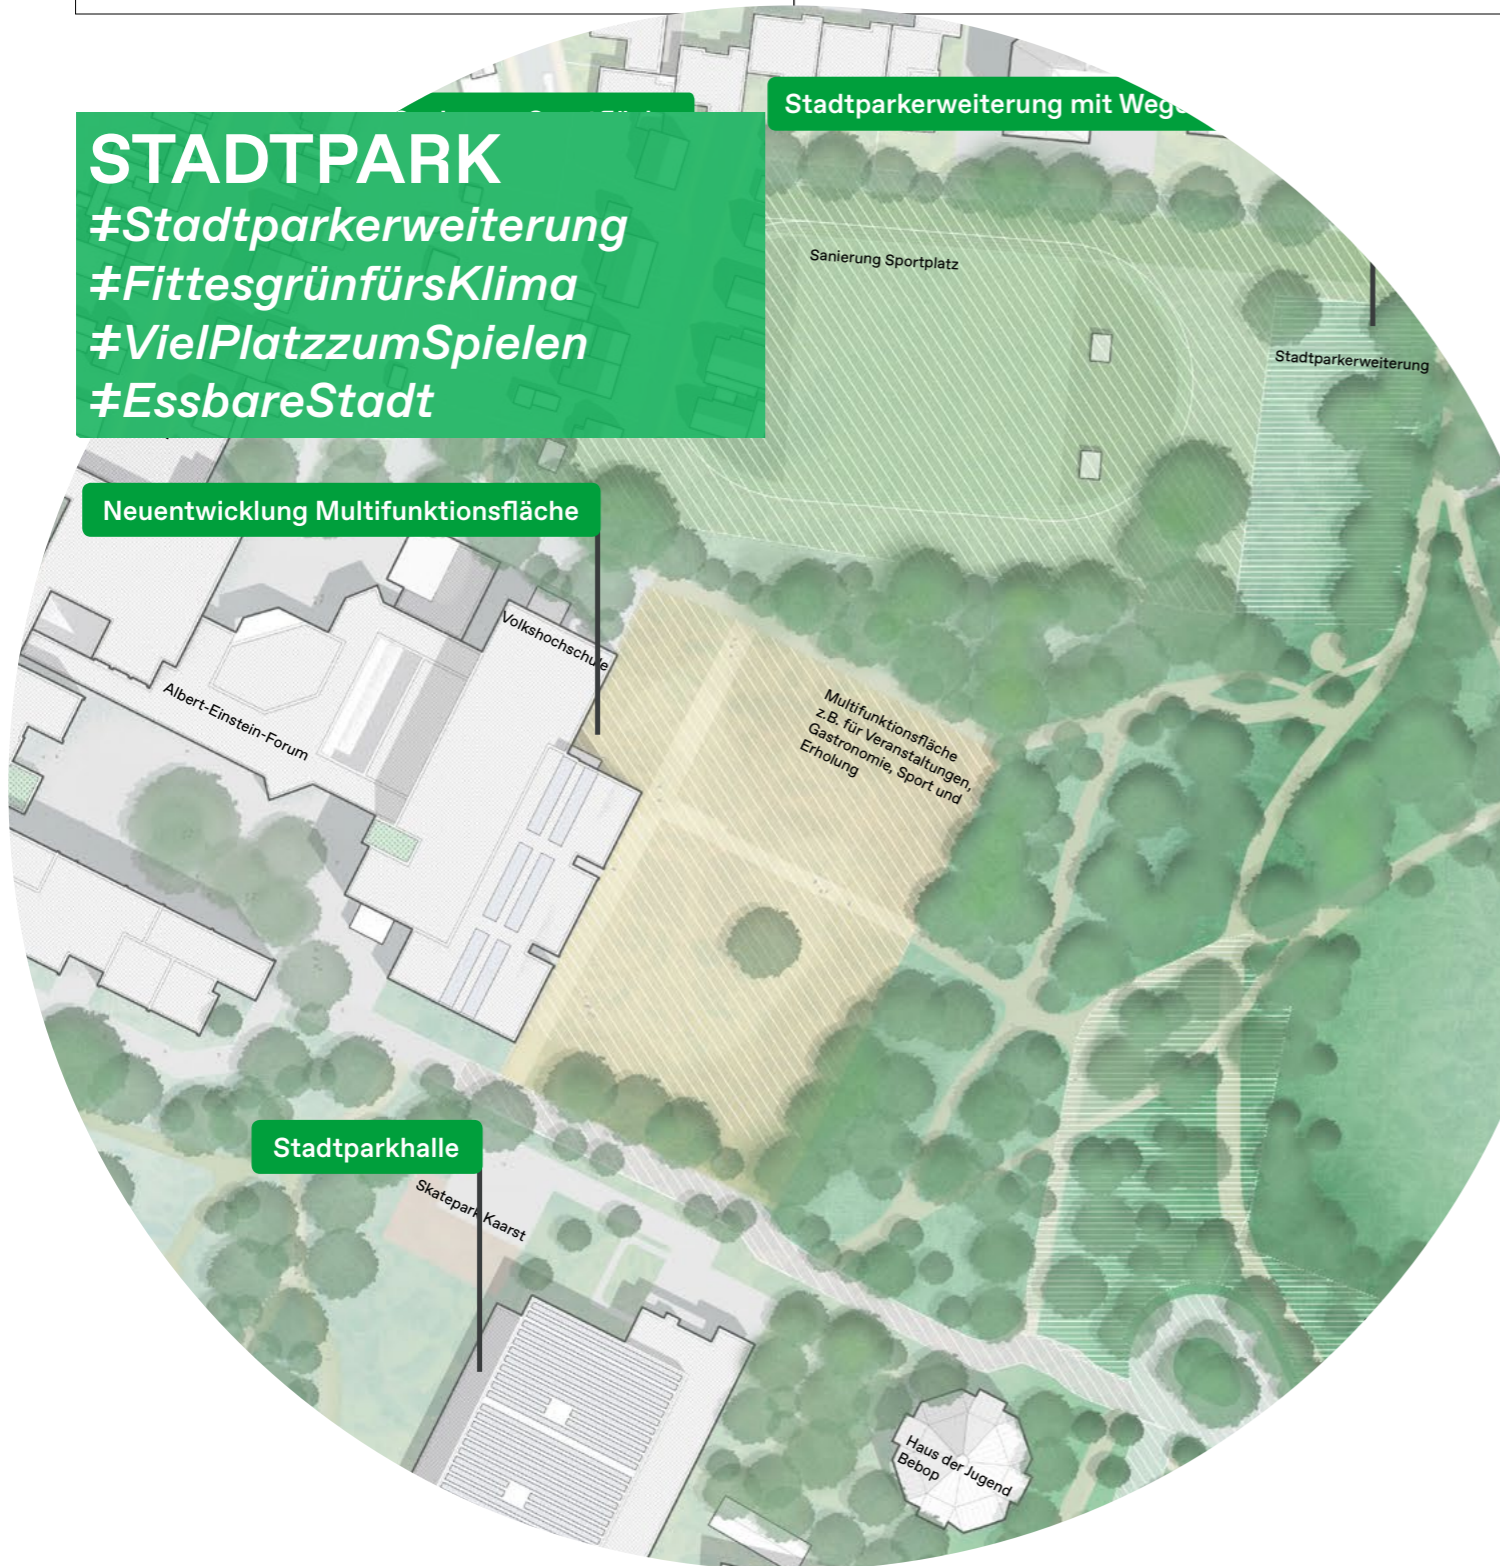 Stadtparkerweiterung mit
STADTPARK
#Stadtparkerweiterung
#FittesgrünfürsKlima
#VielPlatzzumSpielen
#EssbareStadt
Sanierung Sportplatz
Stadtparkerweiterung
Neuentwicklung Multifunktionsfläche
Volkshochschule
Albert-Einstein-Forum
Multifunktionsfläche
z.B. für Veranstaltungen,
Gastronomie, Sport und
Erholung
Stadtparkhalle
Skatepark Kaarst
Haus der Jugend
Bebop